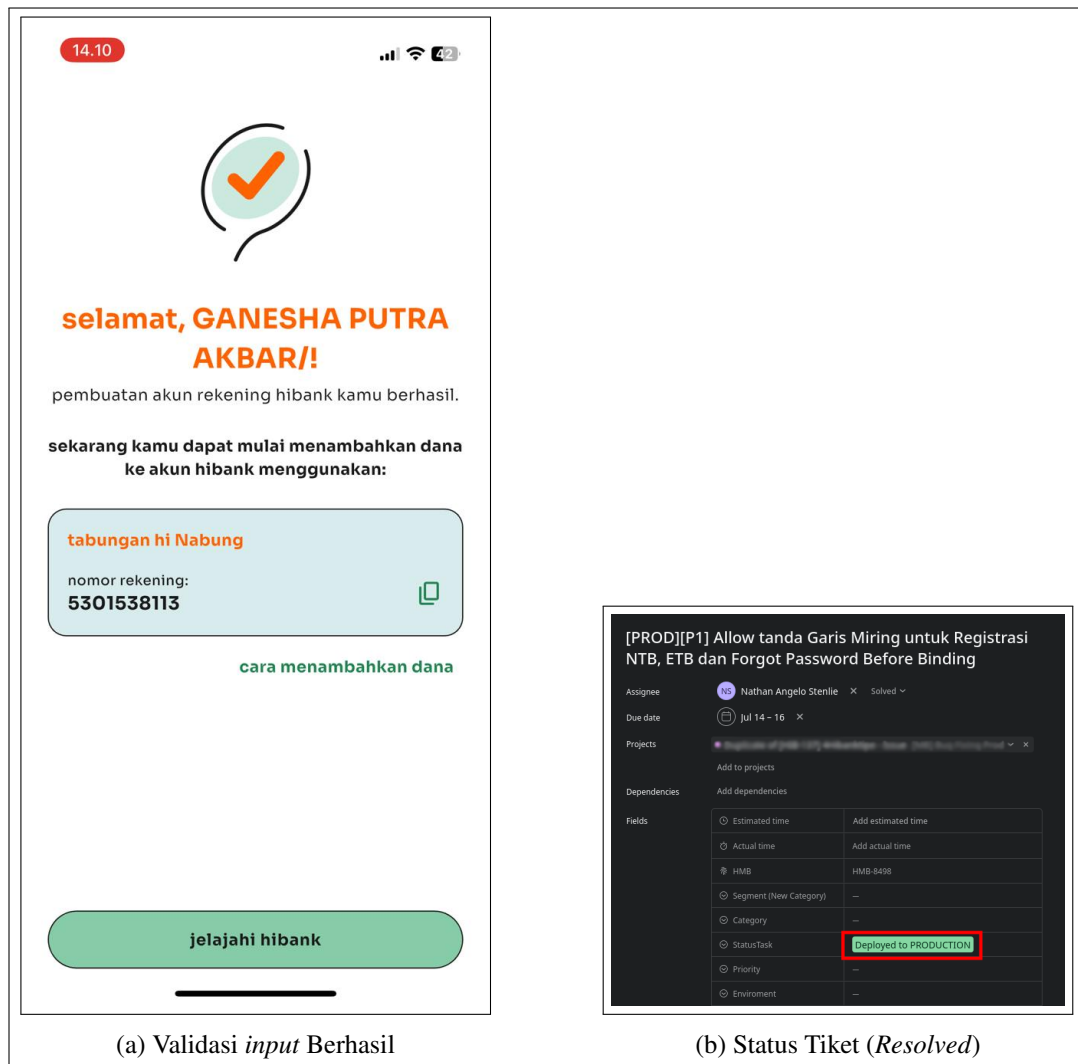 14.10
42
selamat, GANESHA PUTRA
AKBAR/!
pembuatan akun rekening hibank kamu berhasil.
sekarang kamu dapat mulai menambahkan dana
ke akun hibank menggunakan:
tabungan hi Nabung
nomor rekening:
5301538113
cara menambahkan dana
jelajahi hibank
(a) Validasi input Berhasil
[PROD][P1] Allow tanda Garis Miring untuk Registrasi
NTB, ETB dan Forgot Password Before Binding
Assignee NS Nathan Angelo Stenlie × Solved
Due date Jul 14 – 16 ×
Projects
Add to projects
Dependencies Add dependencies
Fields Estimated time Add estimated time
Actual time Add actual time
HMB HMB-8498
Segment (New Category) —
Category —
StatusTask Deployed to PRODUCTION
Priority —
Enviroment —
(b) Status Tiket (Resolved)